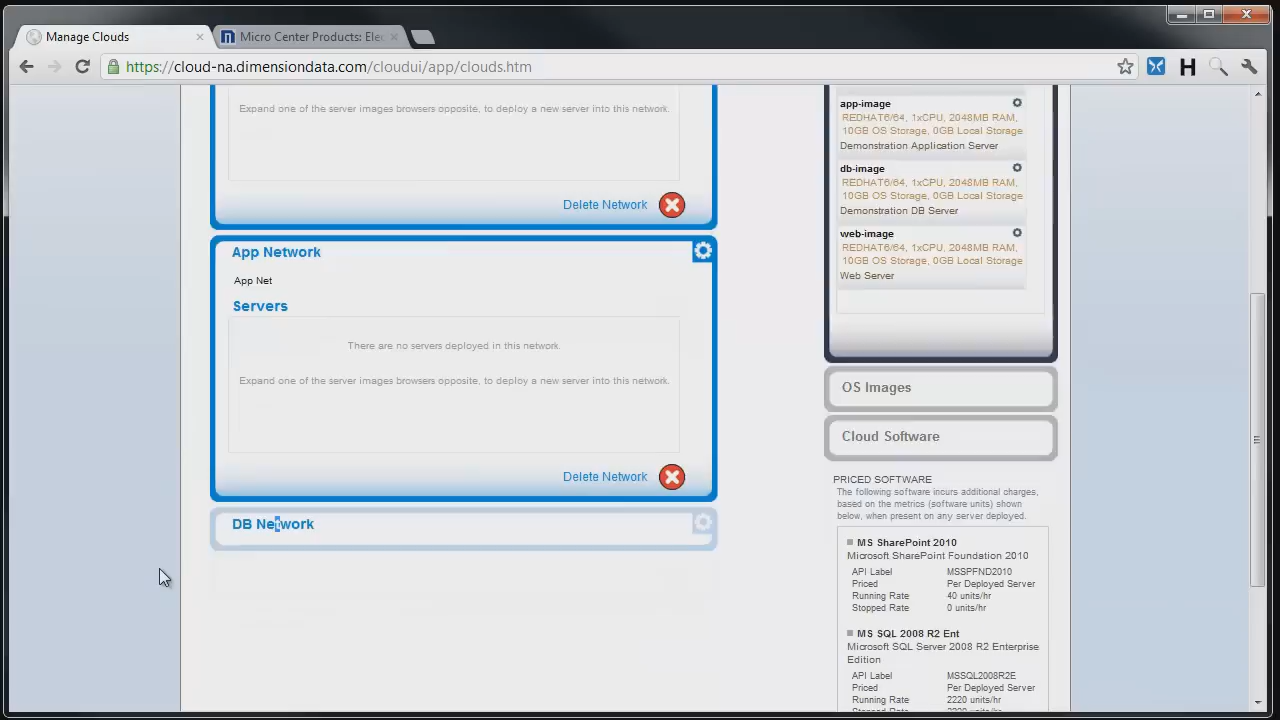 Manage Clouds
Micro Center Products: Elec
https://cloud-na.dimensiondata.com/cloudui/app/clouds.htm
H
Expand one of the server images browsers opposite, to deploy a new server into this network.
Delete Network
App Network
App Net
Servers
There are no servers deployed in this network.
Expand one of the server images browsers opposite, to deploy a new server into this network.
Delete Network
DB Network
app-image
REDHAT6/64, 1xCPU, 2048MB RAM,
10GB OS Storage, 0GB Local Storage
Demonstration Application Server
db-image
REDHAT6/64, 1xCPU, 2048MB RAM,
10GB OS Storage, 0GB Local Storage
Demonstration DB Server
web-image
REDHAT6/64, 1xCPU, 2048MB RAM,
10GB OS Storage, 0GB Local Storage
Web Server
OS Images
Cloud Software
PRICED SOFTWARE
The following software incurs additional charges,
based on the metrics (software units) shown
below, when present on any server deployed.
MS SharePoint 2010
Microsoft SharePoint Foundation 2010
API Label MSSPFND2010
Priced Per Deployed Server
Running Rate 40 units/hr
Stopped Rate 0 units/hr
MS SQL 2008 R2 Ent
Microsoft SQL Server 2008 R2 Enterprise
Edition
API Label MSSQL2008R2E
Priced Per Deployed Server
Running Rate 2220 units/hr